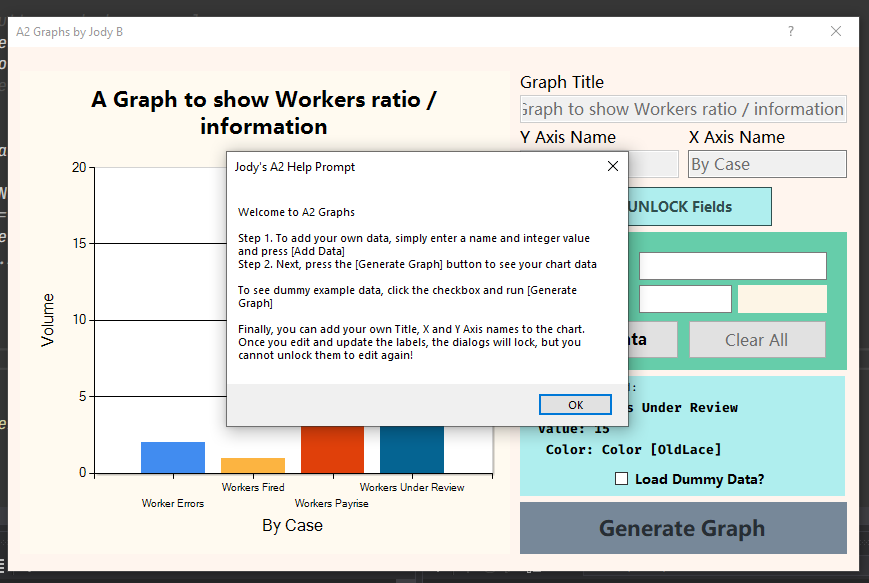 A2 Graphs by Jody B
?
A Graph to show Workers ratio /
information
20
15
10
5
0
Volume
Worker Errors
Workers Fired
Workers Payrise
Workers Under Review
By Case
Jody's A2 Help Prompt
Welcome to A2 Graphs
Step 1. To add your own data, simply enter a name and integer value
and press [Add Data]
Step 2. Next, press the [Generate Graph] button to see your chart data
To see dummy example data, click the checkbox and run [Generate
Graph]
Finally, you can add your own Title, X and Y Axis names to the chart.
Once you edit and update the labels, the dialogs will lock, but you
cannot unlock them to edit again!
OK
Graph Title
Graph to show Workers ratio / information
Y Axis Name
X Axis Name
By Case
UNLOCK Fields
Clear All
s Under Review
Value: 15
Color: Color [OldLace]
Load Dummy Data?
Generate Graph